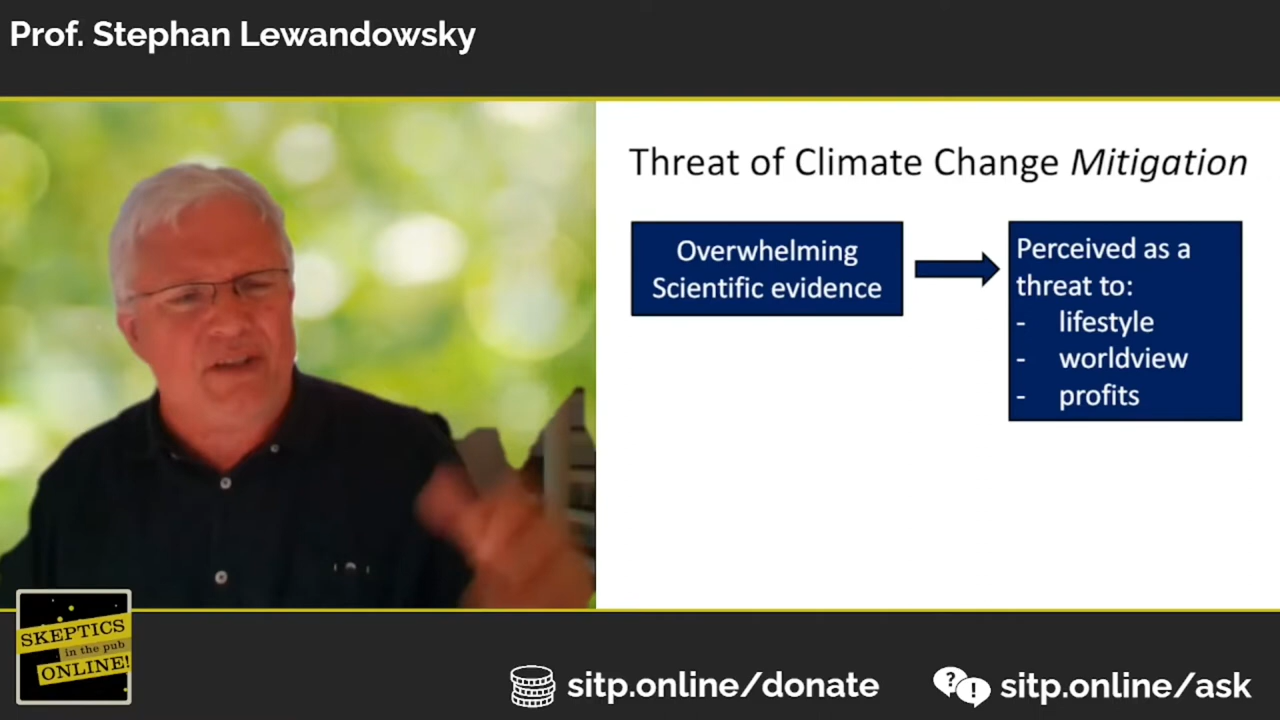 Prof. Stephan Lewandowsky
Threat of Climate Change Mitigation
Overwhelming
Scientific evidence
Perceived as a
threat to:
- lifestyle
- worldview
- profits
SKEPTICS
in the pub
ONLINE!
sitp.online/donate
? !
sitp.online/ask